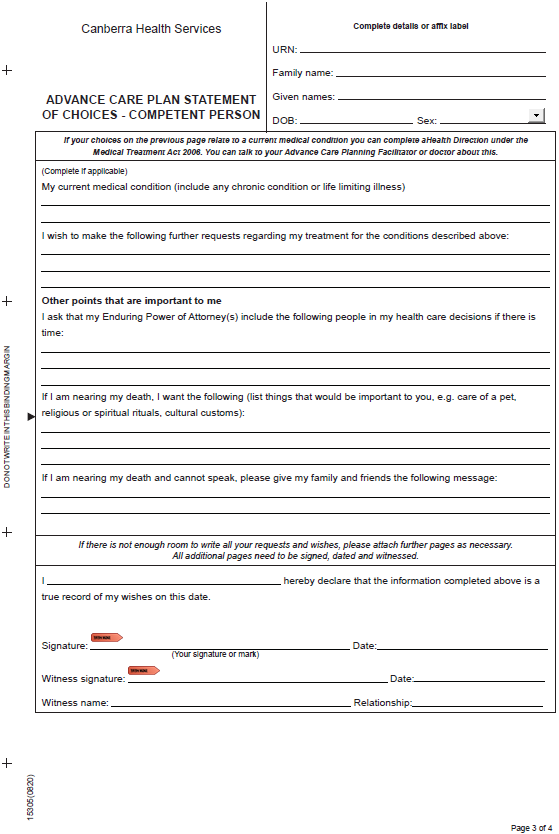 Canberra Health Services
ADVANCE CARE PLAN STATEMENT
OF CHOICES - COMPETENT PERSON
Complete details or affix label
URN:
Family name:
Given names:
DOB: Sex:
If your choices on the previous page relate to a current medical condition you can complete aHealth Direction under the
Medical Treatment Act 2006. You can talk to your Advance Care Planning Facilitator or doctor about this.
(Complete if applicable)
My current medical condition (include any chronic condition or life limiting illness)
I wish to make the following further requests regarding my treatment for the conditions described above:
Other points that are important to me
I ask that my Enduring Power of Attorney(s) include the following people in my health care decisions if there is
time:
If I am nearing my death, I want the following (list things that would be important to you, e.g. care of a pet,
religious or spiritual rituals, cultural customs):
If I am nearing my death and cannot speak, please give my family and friends the following message:
If there is not enough room to write all your requests and wishes, please attach further pages as necessary.
All additional pages need to be signed, dated and witnessed.
I hereby declare that the information completed above is a
true record of my wishes on this date.
Signature: Date:
(Your signature or mark)
Witness signature: Date:
Witness name: Relationship:
DONOTWRITEINTHISBINDINGMARGIN
15305(0820)
Page 3 of 4